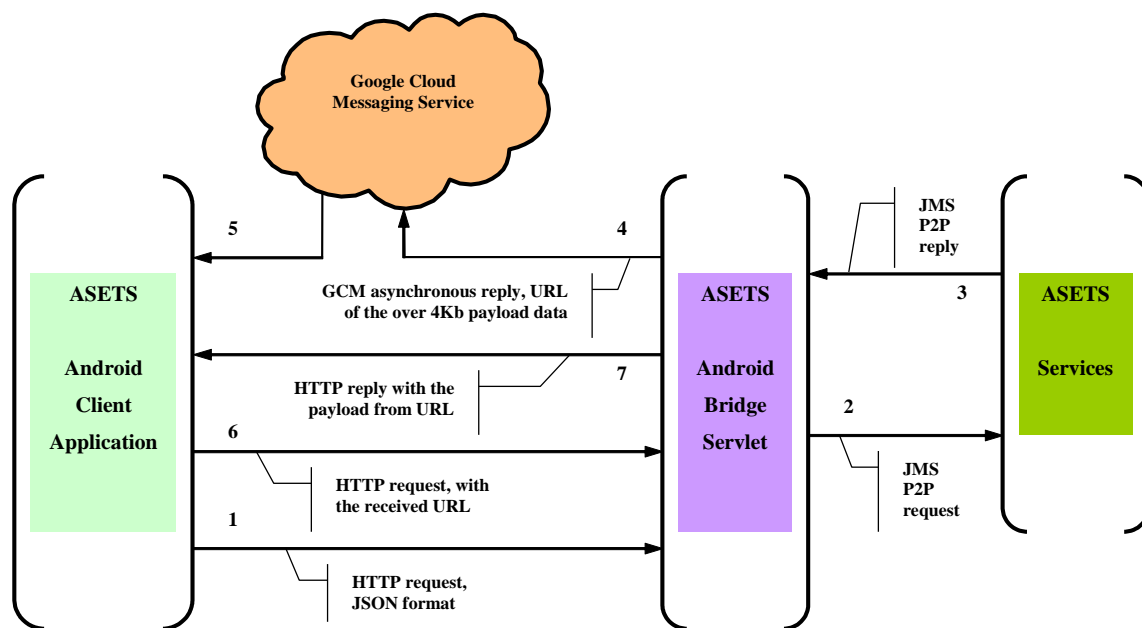 Google Cloud
Messaging Service
5
4
JMS
P2P
reply
GCM asynchronous reply, URL
of the over 4Kb payload data
3
ASETS
Android
Client
Application
ASETS
Android
Bridge
Servlet
ASETS
Services
7
HTTP reply with the
payload from URL
6
2
HTTP request, with
the received URL
JMS
P2P
request
1
HTTP request,
JSON format